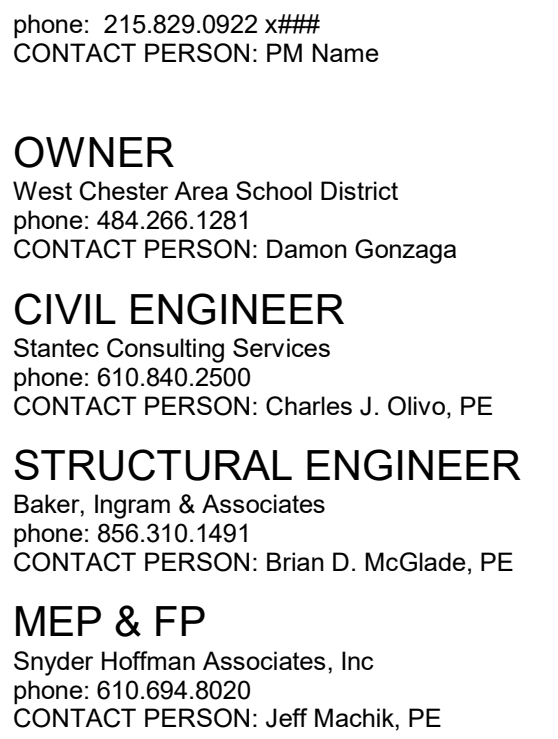 phone:  215.829.0922 x###
CONTACT PERSON: PM Name
OWNER
West Chester Area School District
phone: 484.266.1281
CONTACT PERSON: Damon Gonzaga
CIVIL ENGINEER
Stantec Consulting Services
phone: 610.840.2500
CONTACT PERSON: Charles J. Olivo, PE
STRUCTURAL ENGINEER
Baker, Ingram & Associates
phone: 856.310.1491
CONTACT PERSON: Brian D. McGlade, PE
MEP & FP
Snyder Hoffman Associates, Inc
phone: 610.694.8020
CONTACT PERSON: Jeff Machik, PE